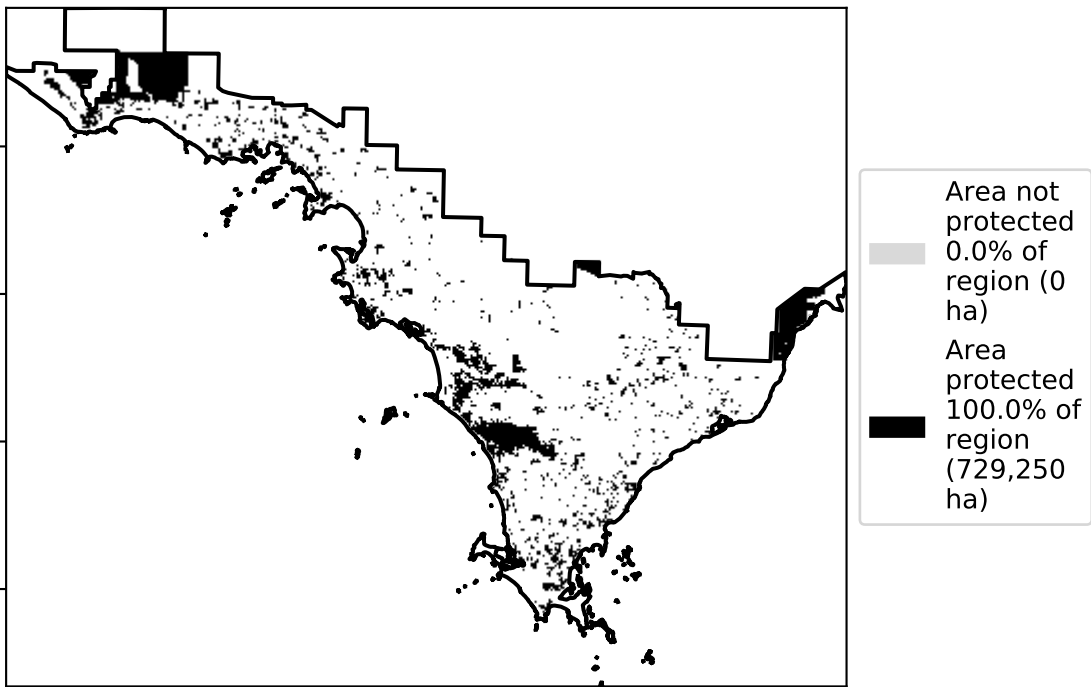 Area not
protected
0.0% of
region (0
ha)
Area
protected
100.0% of
region
(729,250
ha)